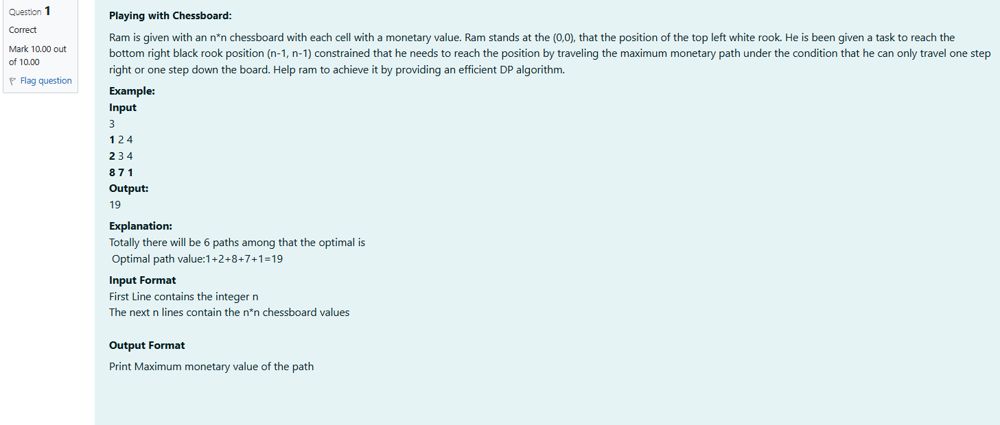 Question 1
Correct
Mark 10.00 out
of 10.00
Flag question
Playing with Chessboard:
Ram is given with an n*n chessboard with each cell with a monetary value. Ram stands at the (0,0), that the position of the top left white rook. He is been given a task to reach the
bottom right black rook position (n-1, n-1) constrained that he needs to reach the position by traveling the maximum monetary path under the condition that he can only travel one step
right or one step down the board. Help ram to achieve it by providing an efficient DP algorithm.
Example:
Input
3
1 2 4
2 3 4
8 7 1
Output:
19
Explanation:
Totally there will be 6 paths among that the optimal is
Optimal path value:1+2+8+7+1=19
Input Format
First Line contains the integer n
The next n lines contain the n*n chessboard values
Output Format
Print Maximum monetary value of the path